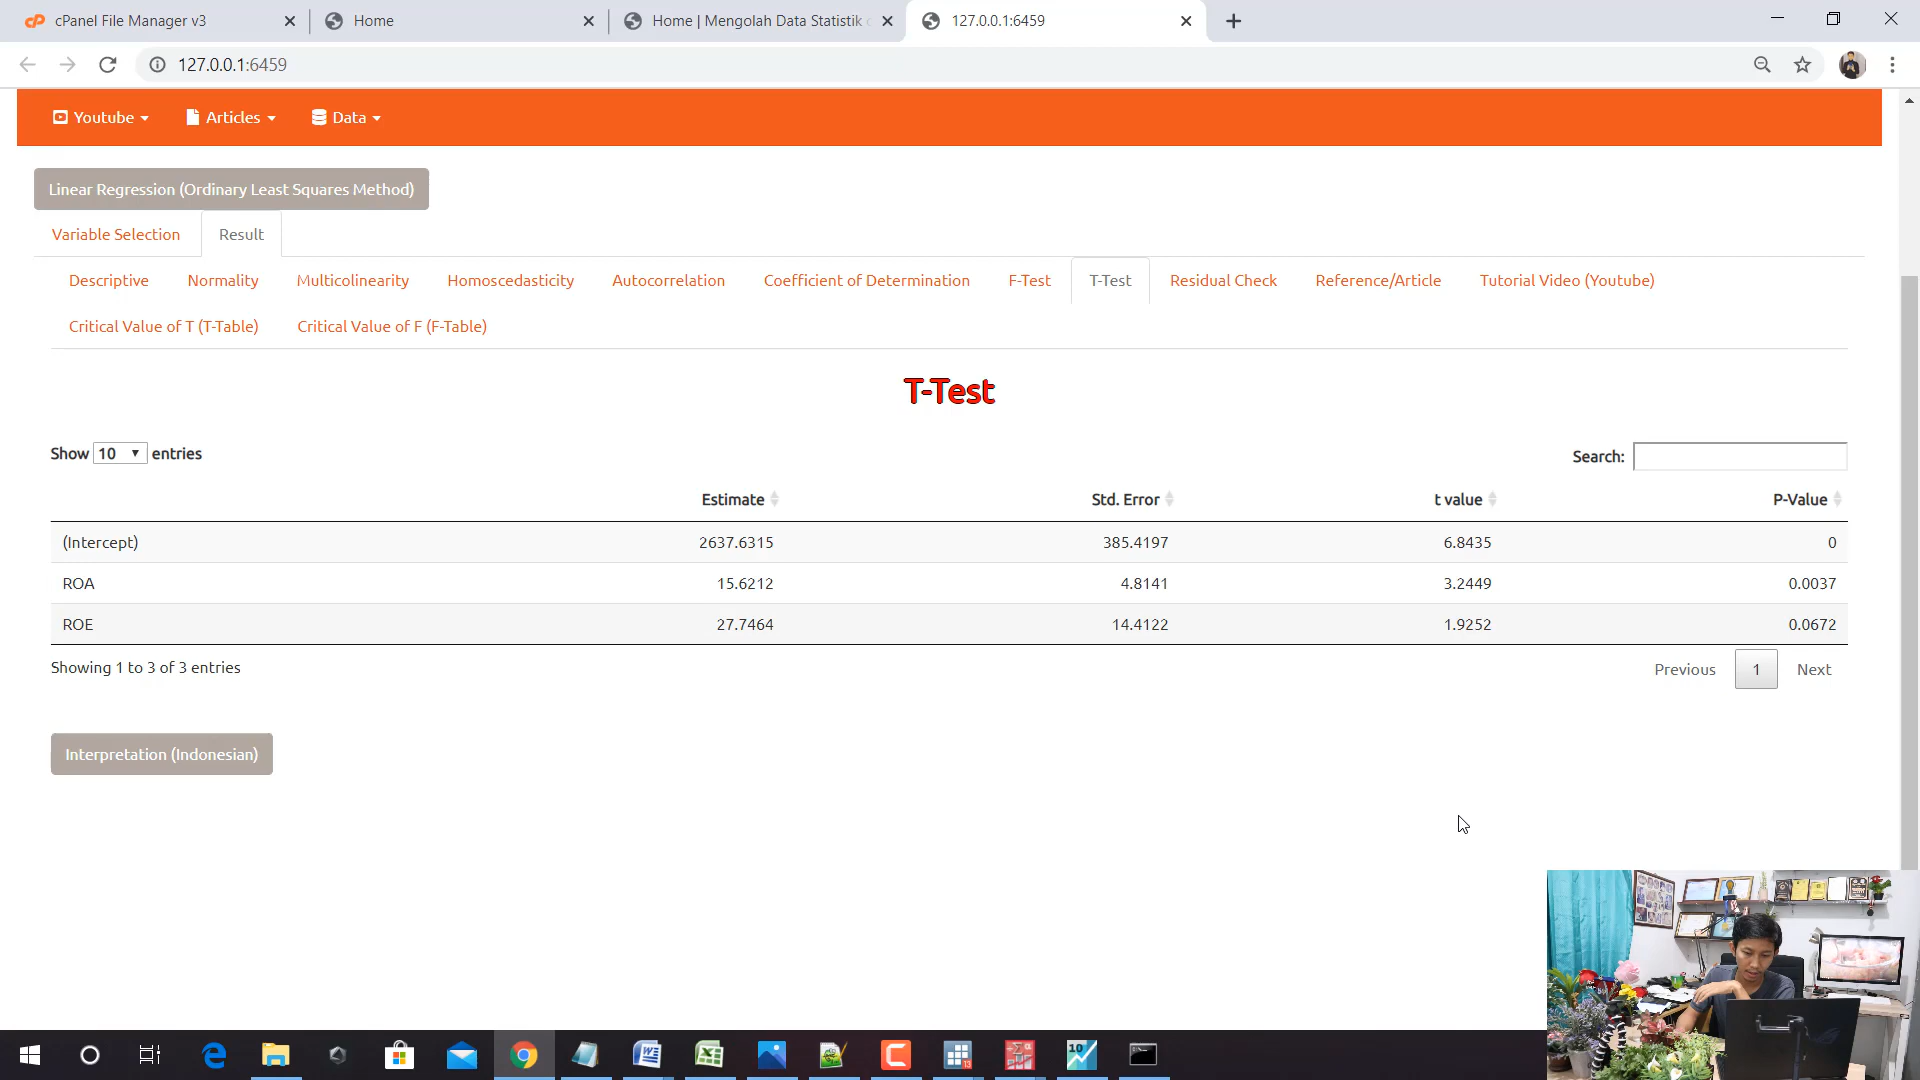 cPanel File Manager v3
Home
Home | Mengolah Data Statistik
127.0.0.1:6459
127.0.0.1:6459
Youtube
Articles
Data
Linear Regression (Ordinary Least Squares Method)
Variable Selection
Result
Descriptive
Normality
Multicolinearity
Homoscedasticity
Autocorrelation
Coefficient of Determination
F-Test
T-Test
Residual Check
Reference/Article
Tutorial Video (Youtube)
Critical Value of T (T-Table)
Critical Value of F (F-Table)
T-Test
Show 10 entries
Search:
Estimate Std. Error t value P-Value
(Intercept) 2637.6315 385.4197 6.8435 0
ROA 15.6212 4.8141 3.2449 0.0037
ROE 27.7464 14.4122 1.9252 0.0672
Showing 1 to 3 of 3 entries
Previous 1 Next
Interpretation (Indonesian)